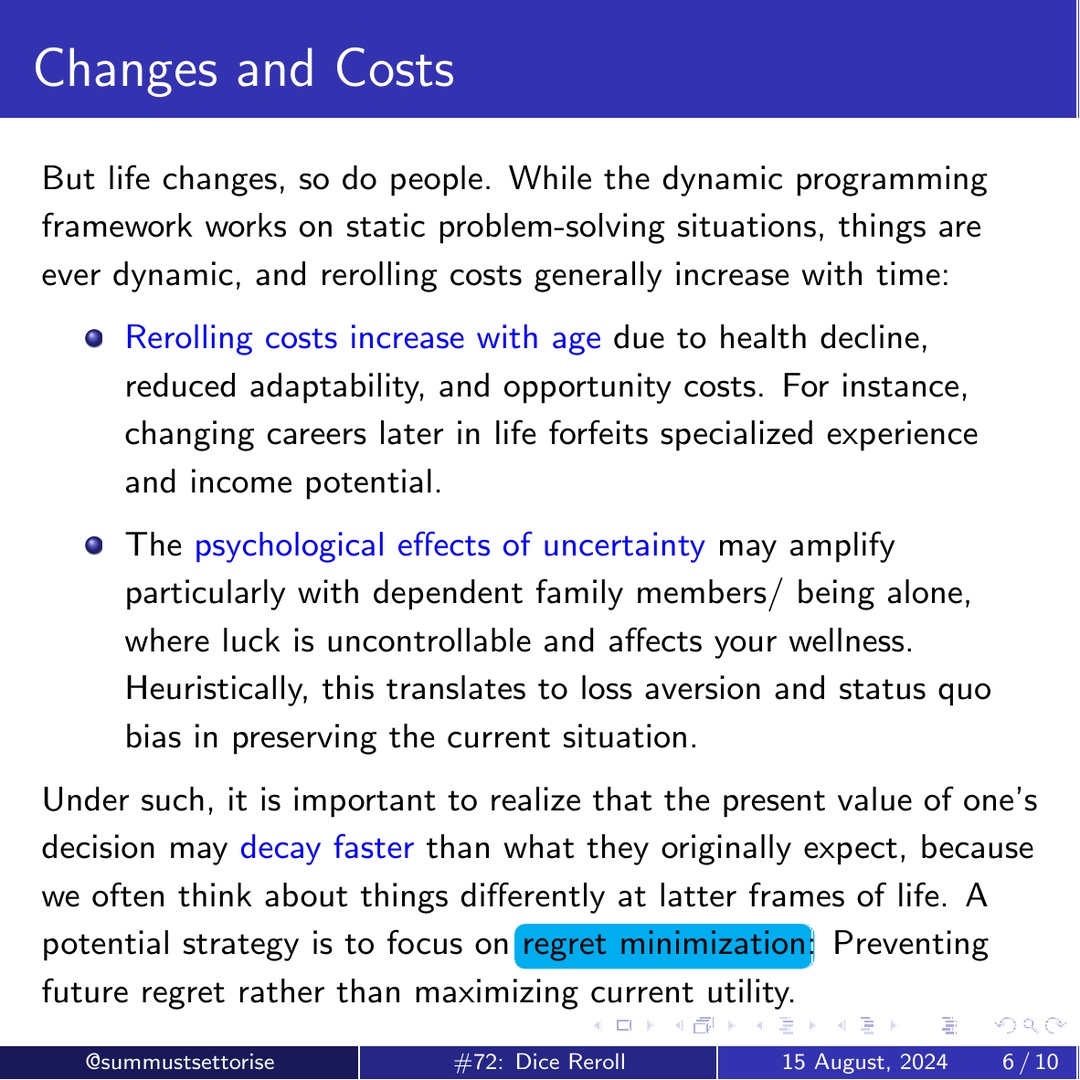 Changes and Costs
But life changes, so do people. While the dynamic programming
framework works on static problem-solving situations, things are
ever dynamic, and rerolling costs generally increase with time:
Rerolling costs increase with age due to health decline,
reduced adaptability, and opportunity costs. For instance,
changing careers later in life forfeits specialized experience
and income potential.
The psychological effects of uncertainty may amplify
particularly with dependent family members/ being alone,
where luck is uncontrollable and affects your wellness.
Heuristically, this translates to loss aversion and status quo
bias in preserving the current situation.
Under such, it is important to realize that the present value of one's
decision may decay faster than what they originally expect, because
we often think about things differently at latter frames of life. A
potential strategy is to focus on regret minimization: Preventing
future regret rather than maximizing current utility.
@summustsettorise #72: Dice Reroll 15 August, 2024 6 / 10